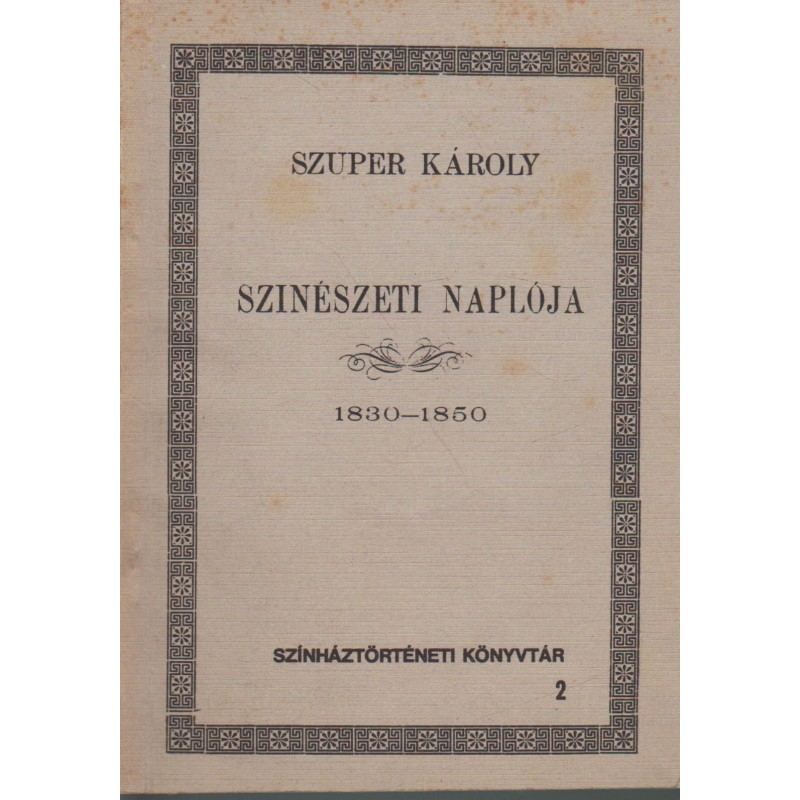 SZUPER KÁROLY
SZINÉSZETI NAPLÓJA
1830—1850
SZÍNHÁZTÖRTÉNETI KÖNYVTÁR
2